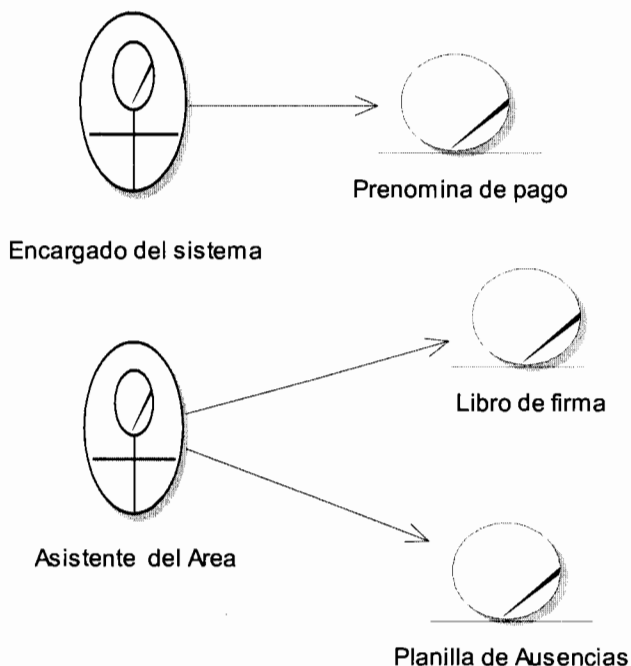 Prenomina de pago
Encargado del sistema
Libro de firma
Asistente del Area
Planilla de Ausencias